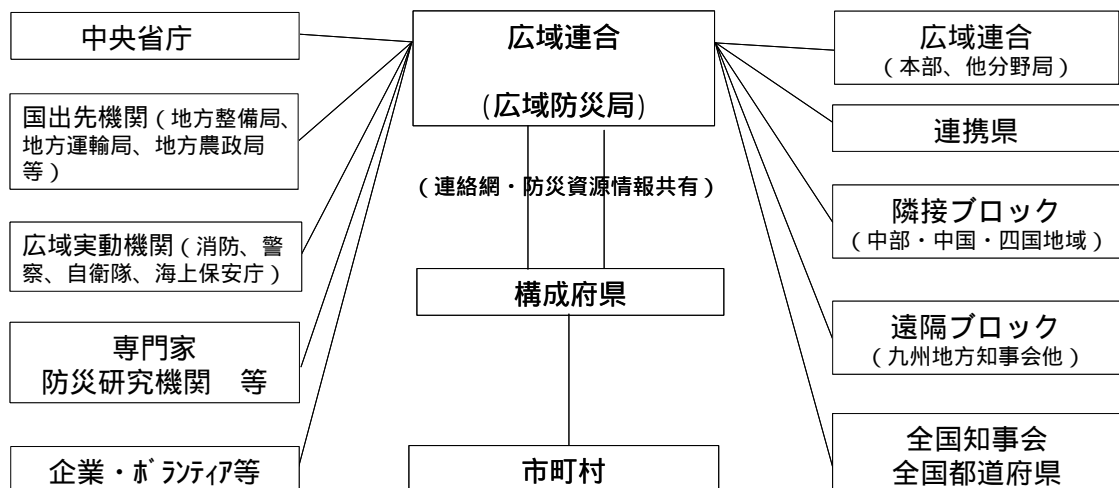 中央省庁
国出先機関（地方整備局、
地方運輸局、地方農政局
等）
広域実動機関（消防、警
察、自衛隊、海上保安庁）
専門家
防災研究機関　等
企業・ﾎﾞﾗﾝﾃｨｱ等
広域連合
(広域防災局)
（連絡網・防災資源情報共有）
構成府県
市町村
広域連合
（本部、他分野局）
連携県
隣接ブロック
（中部・中国・四国地域）
遠隔ブロック
（九州地方知事会他）
全国知事会
全国都道府県